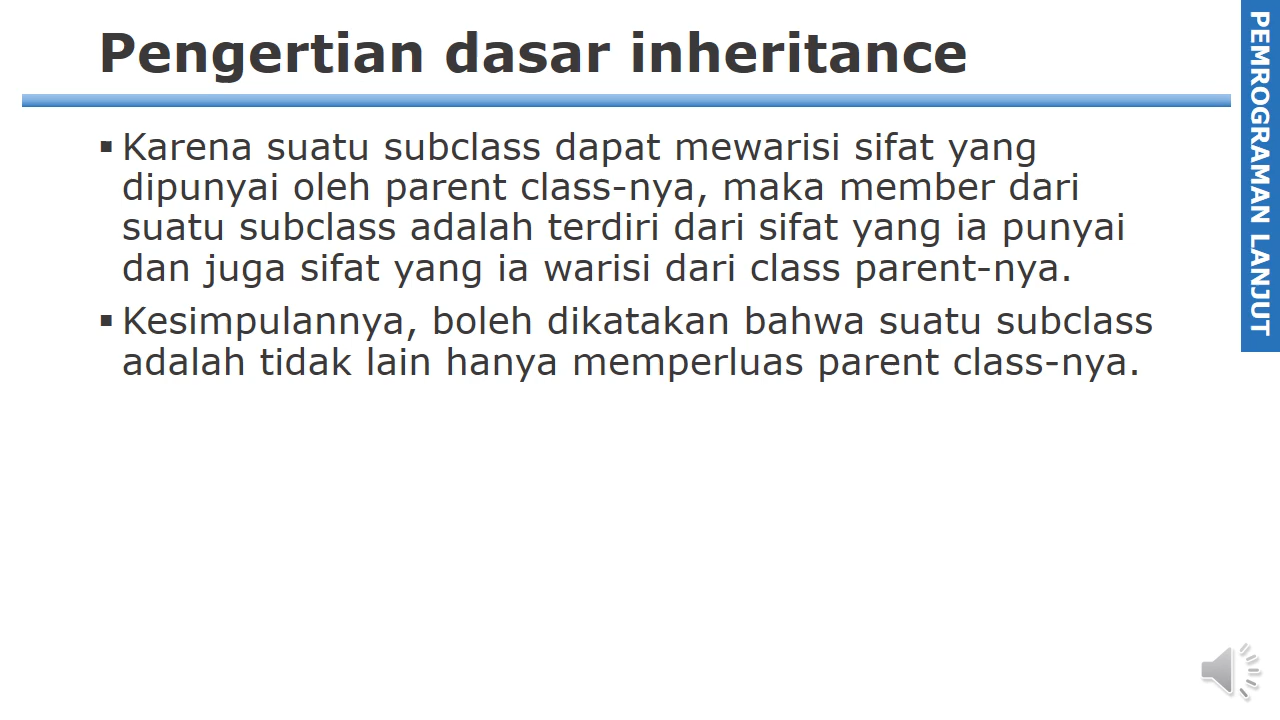 Pengertian dasar inheritance
▪ Karena suatu subclass dapat mewarisi sifat yang
dipunyai oleh parent class-nya, maka member dari
suatu subclass adalah terdiri dari sifat yang ia punyai
dan juga sifat yang ia warisi dari class parent-nya.
▪ Kesimpulannya, boleh dikatakan bahwa suatu subclass
adalah tidak lain hanya memperluas parent class-nya.
PEMROGRAMAN LANJUT